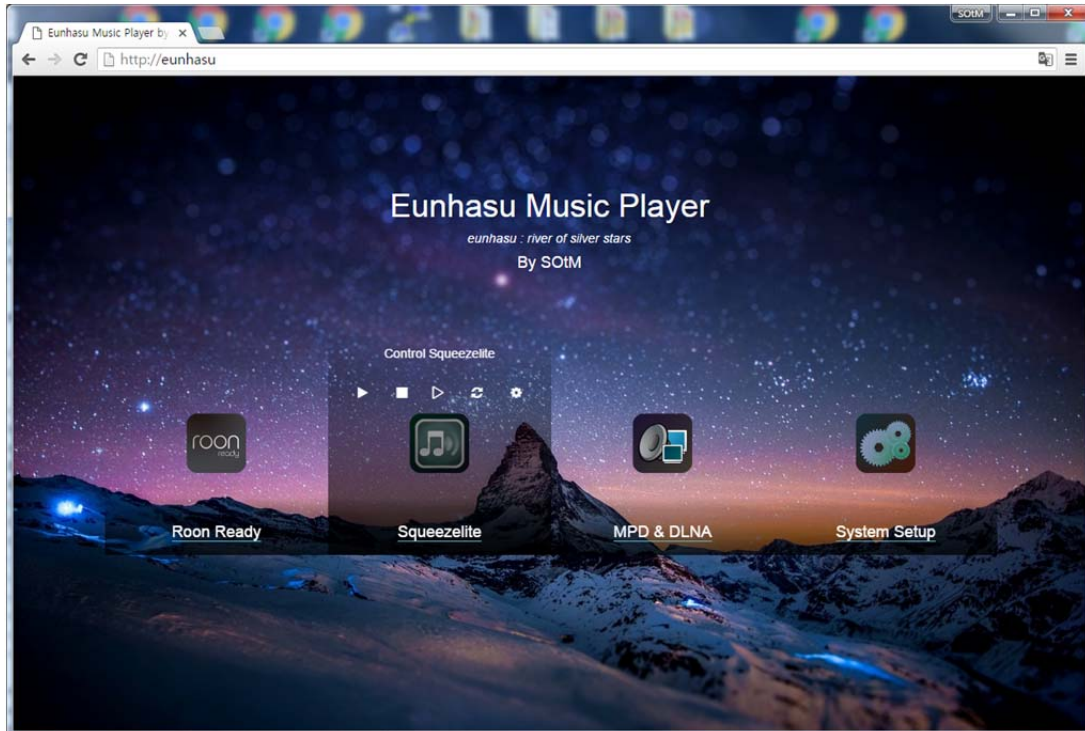 SOtM
Eunhasu Music Player by
http://eunhasu
Eunhasu Music Player
eunhasu : river of silver stars
By SOtM
Control Squeezelite
roon
ready
Roon Ready
Squeezelite
MPD & DLNA
System Setup